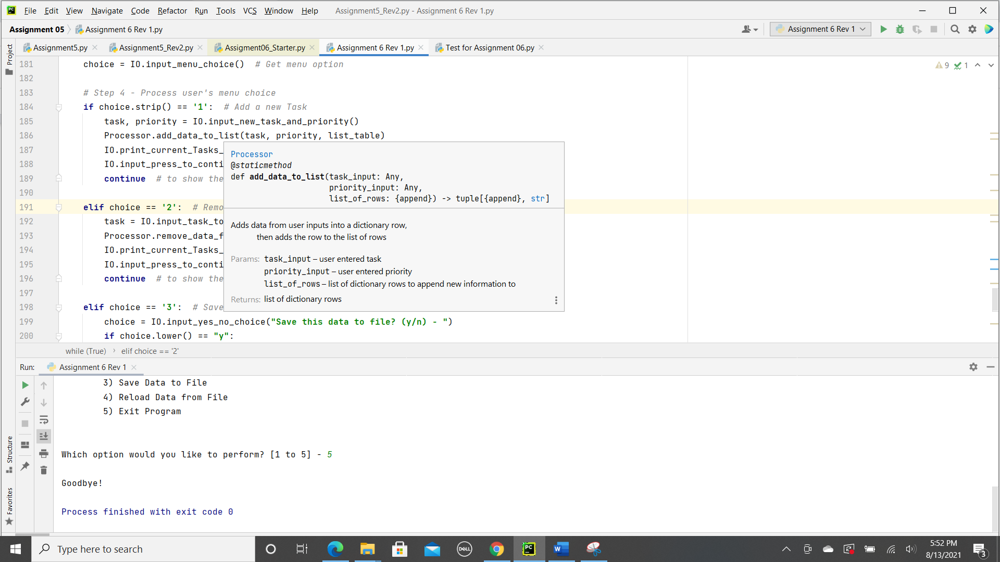 PC File Edit View Navigate Code Refactor Run Tools VCS Window Help Assignment5_Rev2.py - Assignment 6 Rev 1.py
Assignment 05 Assignment 6 Rev 1.py Assignment 6 Rev 1
Assignment5.py Assignment5_Rev2.py Assigment06_Starter.py Assignment 6 Rev 1.py Test for Assignment 06.py
Project
9 1
181 choice = IO.input_menu_choice()  # Get menu option
182
183 # Step 4 - Process user's menu choice
184 if choice.strip() == '1':  # Add a new Task
185 task, priority = IO.input_new_task_and_priority()
186 Processor.add_data_to_list(task, priority, list_table)
187 IO.print_current_Tasks_
188 IO.input_press_to_conti
189 continue  # to show the
190
191 elif choice == '2':  # Remo
192 task = IO.input_task_to
193 Processor.remove_data_f
194 IO.print_current_Tasks_
195 IO.input_press_to_conti
196 continue  # to show the
197
198 elif choice == '3':  # Save
199 choice = IO.input_yes_no_choice("Save this data to file? (y/n) - ")
200 if choice.lower() == "y":
Processor
@staticmethod
def add_data_to_list(task_input: Any,
priority_input: Any,
list_of_rows: {append}) -> tuple[{append}, str]
Adds data from user inputs into a dictionary row,
then adds the row to the list of rows
Params: task_input – user entered task
priority_input – user entered priority
list_of_rows – list of dictionary rows to append new information to
Returns: list of dictionary rows
while (True) › elif choice == '2'
Run: Assignment 6 Rev 1
3) Save Data to File
4) Reload Data from File
5) Exit Program
Which option would you like to perform? [1 to 5] - 5
Goodbye!
Process finished with exit code 0
Structure
Favorites
Type here to search
DELL
PC
W
5:52 PM
8/13/2021
3